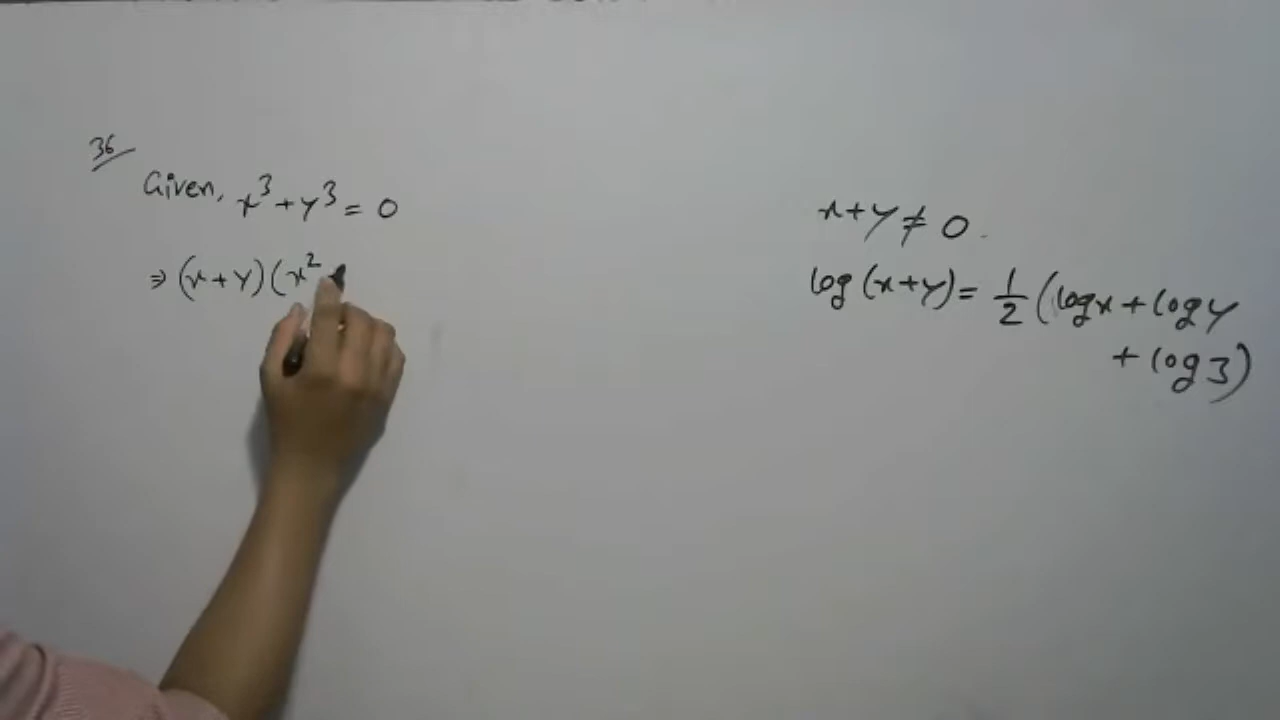 36
Given, x³ + y³ = 0
⇒ (x + y) (x²
x + y ≠ 0.
log (x + y) = 1/2 (log x + log y
+ log 3)